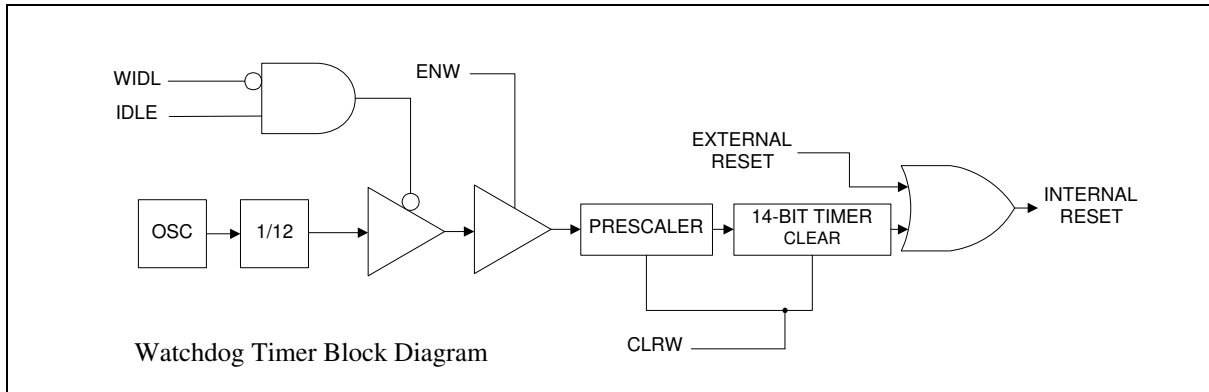 WIDL
IDLE
ENW
EXTERNAL
RESET
OSC
1/12
PRESCALER
14-BIT TIMER
CLEAR
INTERNAL
RESET
CLRW
Watchdog Timer Block Diagram